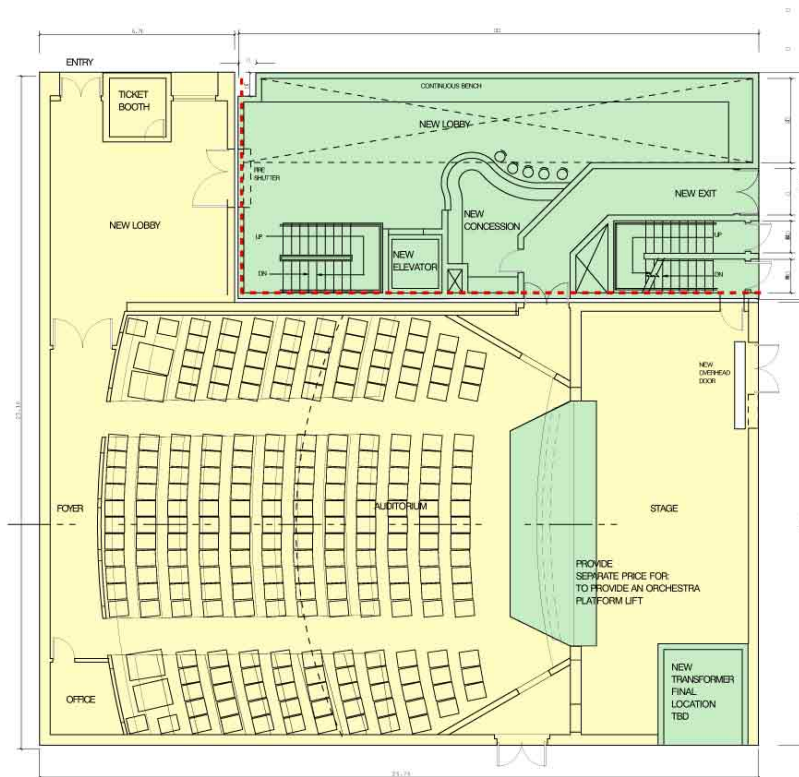 ENTRY
TICKET
BOOTH
CONTINUOUS BENCH
NEW LOBBY
FIRE
SHUTTER
NEW EXIT
NEW LOBBY
NEW
CONCESSION
UP
UP
NEW
ELEVATOR
DN
DN
NEW
OVERHEAD
DOOR
FOYER
AUDITORIUM
STAGE
PROVIDE
SEPARATE PRICE FOR:
TO PROVIDE AN ORCHESTRA
PLATFORM LIFT
OFFICE
NEW
TRANSFORMER
FINAL
LOCATION
TBD